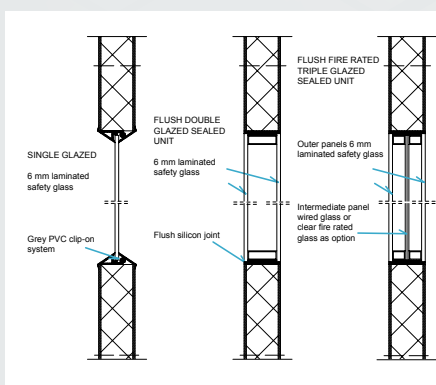 SINGLE GLAZED
6 mm laminated
safety glass
Grey PVC clip-on
system
FLUSH DOUBLE
GLAZED SEALED
UNIT
6 mm laminated
safety glass
Flush silicon joint
FLUSH FIRE RATED
TRIPLE GLAZED
SEALED UNIT
Outer panels 6 mm
laminated safety glass
Intermediate panel
wired glass or
clear fire rated
glass as option